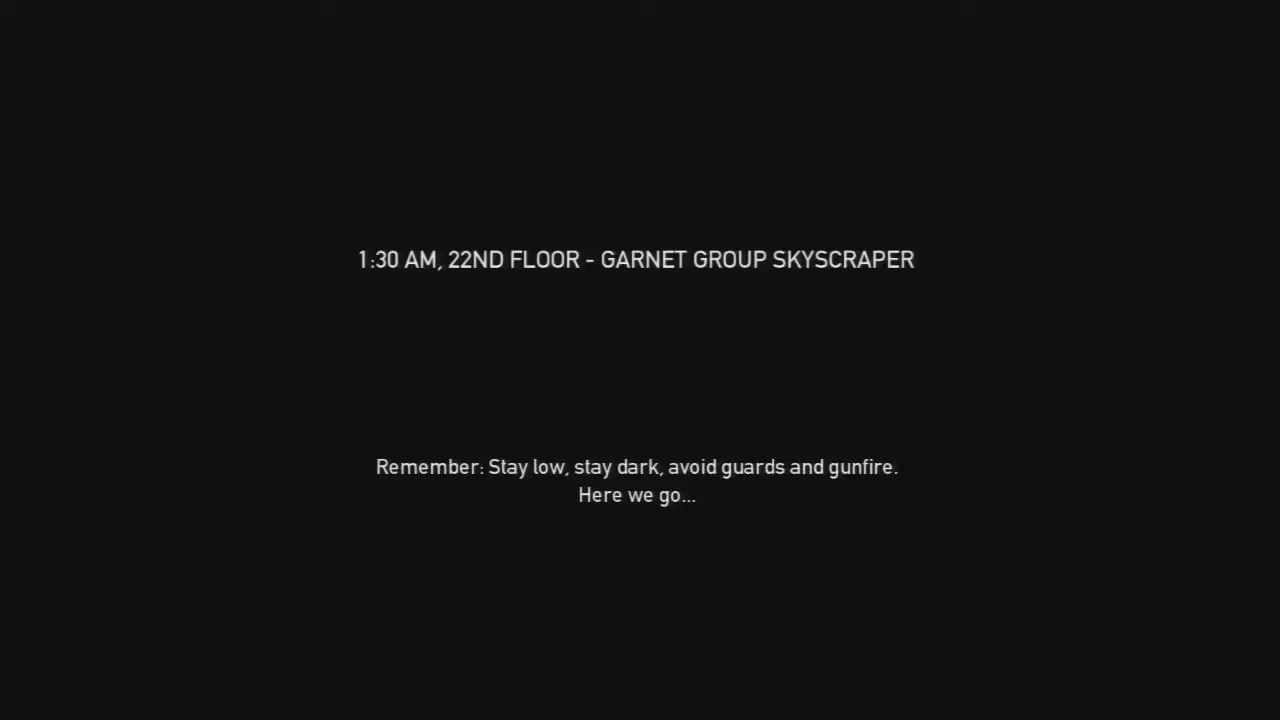 1:30 AM, 22ND FLOOR - GARNET GROUP SKYSCRAPER
Remember: Stay low, stay dark, avoid guards and gunfire.
Here we go...